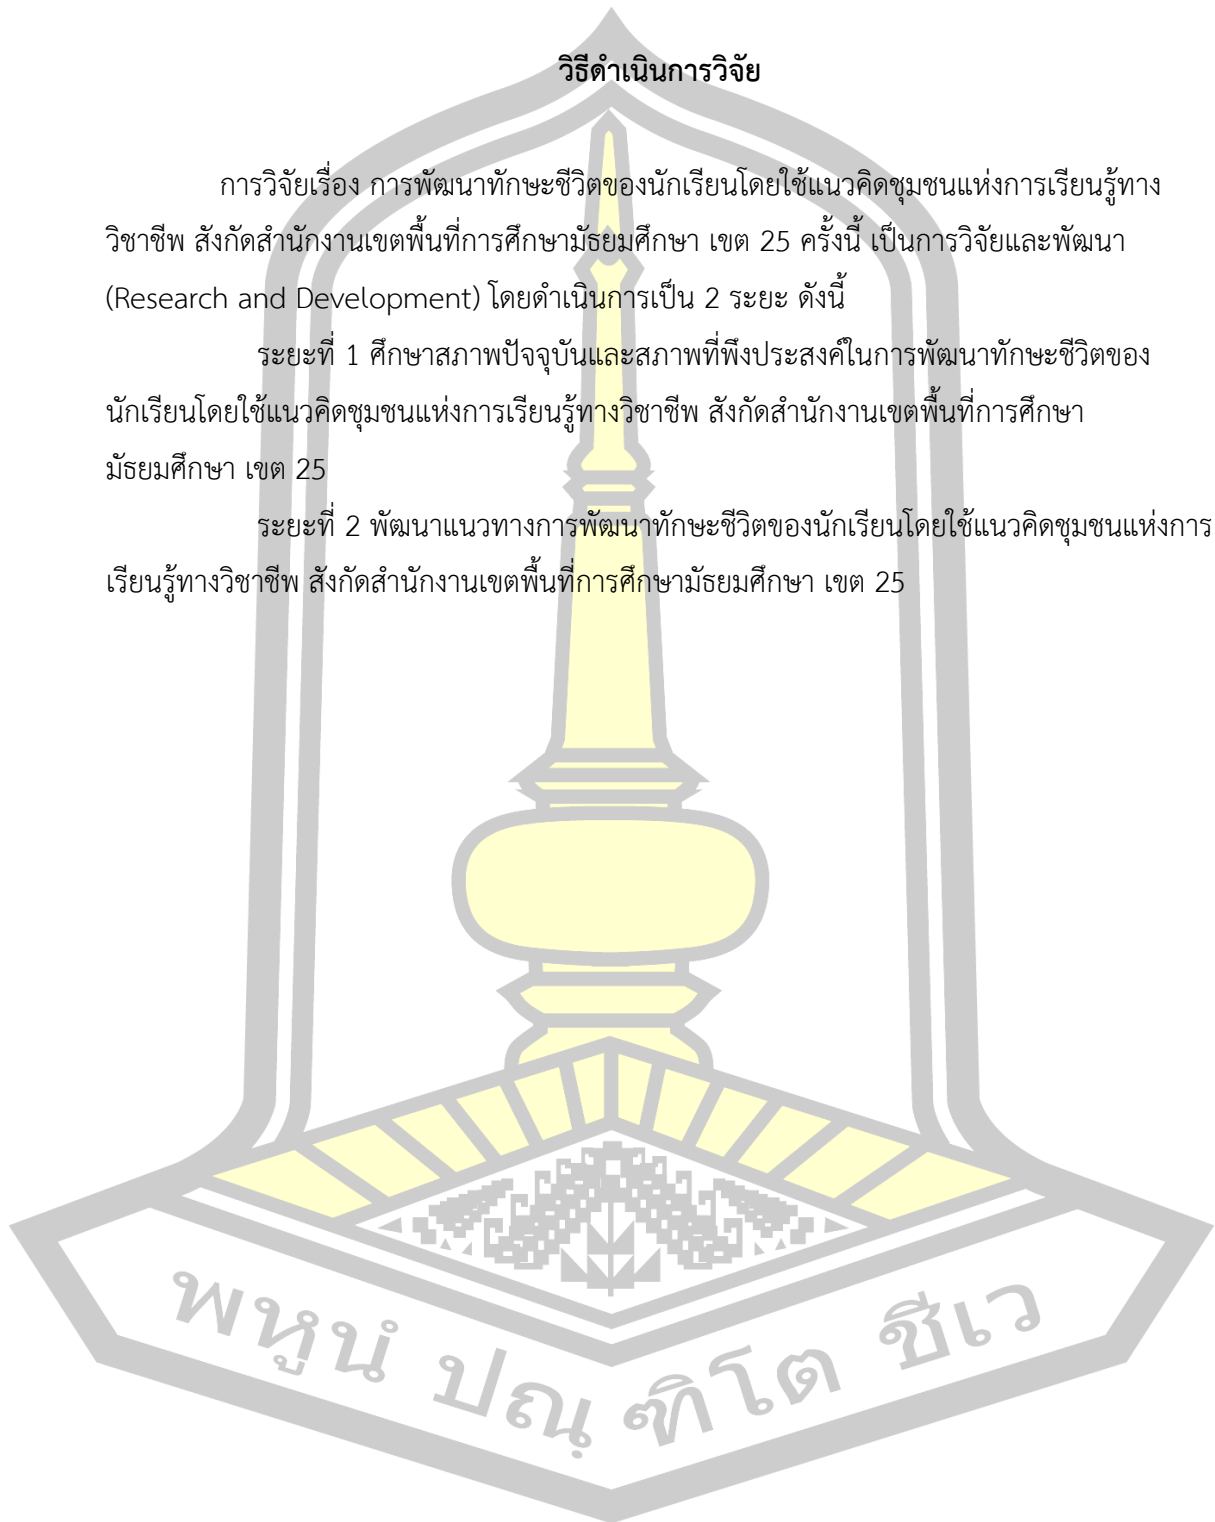 วิธีดำเนินการวิจัย
การวิจัยเรื่อง การพัฒนาทักษะชีวิตของนักเรียนโดยใช้แนวคิดชุมชนแห่งการเรียนรู้ทาง
วิชาชีพ สังกัดสำนักงานเขตพื้นที่การศึกษามัธยมศึกษา เขต 25 ครั้งนี้ เป็นการวิจัยและพัฒนา
(Research and Development) โดยดำเนินการเป็น 2 ระยะ ดังนี้
ระยะที่ 1 ศึกษาสภาพปัจจุบันและสภาพที่พึงประสงค์ในการพัฒนาทักษะชีวิตของ
นักเรียนโดยใช้แนวคิดชุมชนแห่งการเรียนรู้ทางวิชาชีพ สังกัดสำนักงานเขตพื้นที่การศึกษา
มัธยมศึกษา เขต 25
ระยะที่ 2 พัฒนาแนวทางการพัฒนาทักษะชีวิตของนักเรียนโดยใช้แนวคิดชุมชนแห่งการ
เรียนรู้ทางวิชาชีพ สังกัดสำนักงานเขตพื้นที่การศึกษามัธยมศึกษา เขต 25
พหูนํ ปณฺฑิโต ชีเว